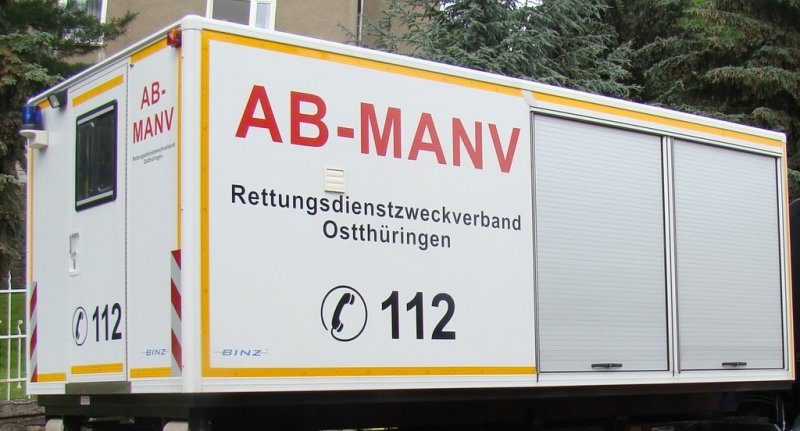 AB-
MANV
Rettungsdienstzweckverband
Ostthüringen
112
BINZ
AB-MANV
Rettungsdienstzweckverband
Ostthüringen
112
BINZ